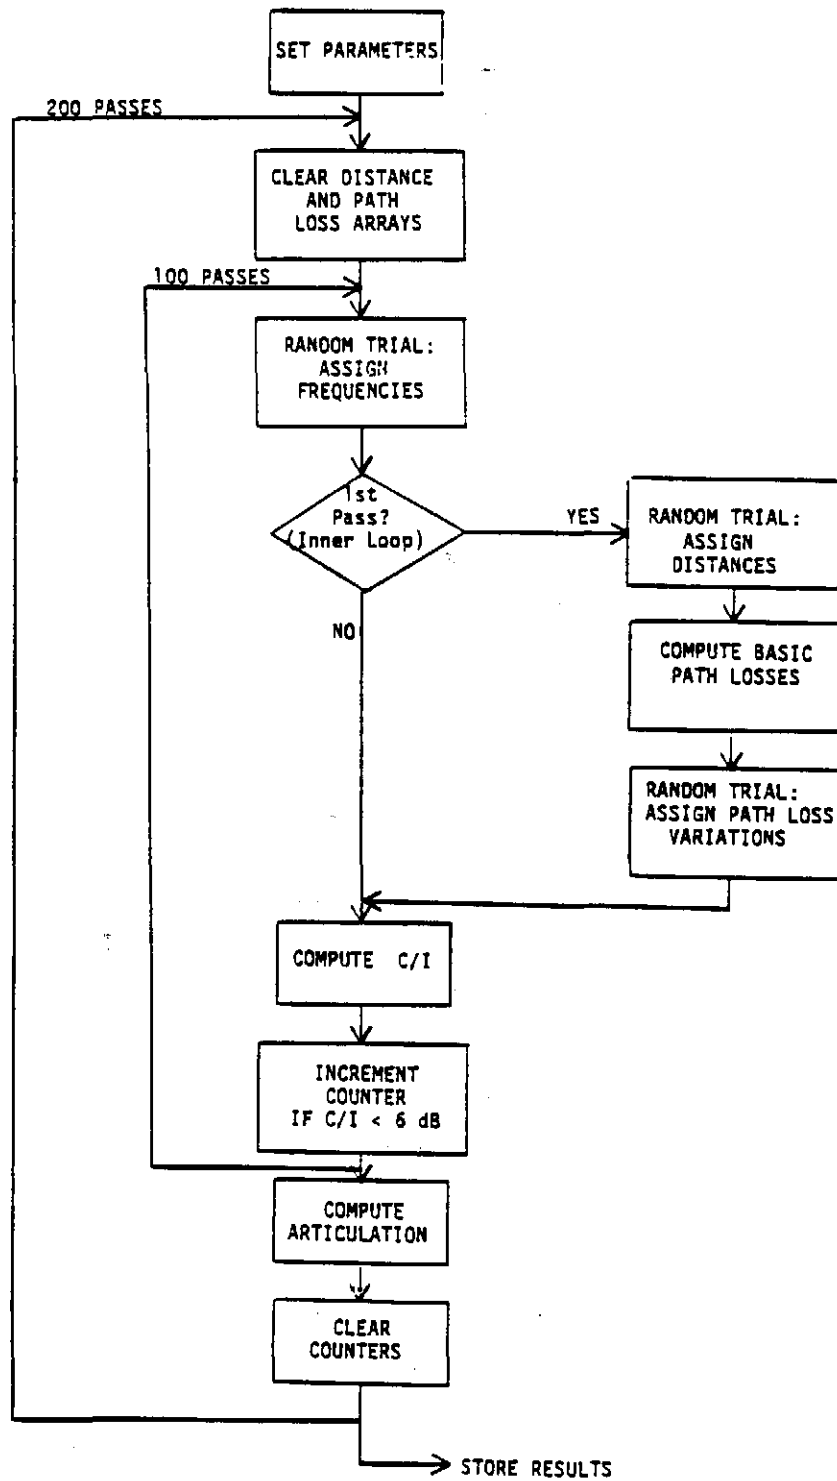 SET PARAMETERS
200 PASSES
CLEAR DISTANCE
AND PATH
LOSS ARRAYS
100 PASSES
RANDOM TRIAL:
ASSIGN
FREQUENCIES
1st
Pass?
(Inner Loop)
YES
RANDOM TRIAL:
ASSIGN
DISTANCES
NO
COMPUTE BASIC
PATH LOSSES
RANDOM TRIAL:
ASSIGN PATH LOSS
VARIATIONS
COMPUTE C/I
INCREMENT
COUNTER
IF C/I < 6 dB
COMPUTE
ARTICULATION
CLEAR
COUNTERS
STORE RESULTS